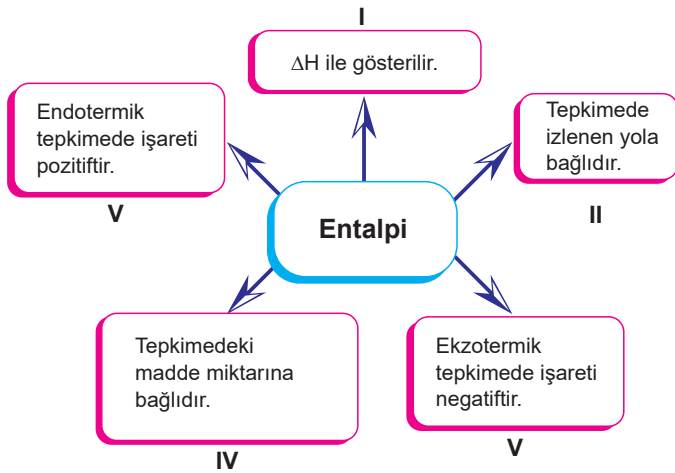 I
ΔH ile gösterilir.
Endotermik
tepkimede işareti
pozitiftir.
V
Tepkimede
izlenen yola
bağlıdır.
II
Entalpi
Tepkimedeki
madde miktarına
bağlıdır.
IV
Ekzotermik
tepkimede işareti
negatiftir.
V